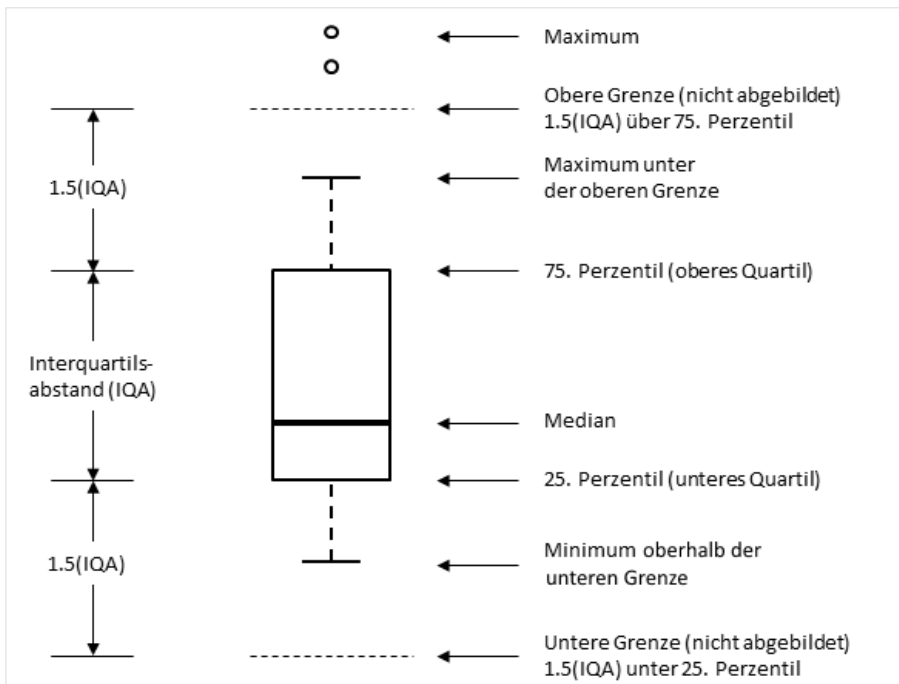 Maximum
Obere Grenze (nicht abgebildet)
1.5(IQA) über 75. Perzentil
Maximum unter
der oberen Grenze
1.5(IQA)
75. Perzentil (oberes Quartil)
Interquartils-
abstand (IQA)
Median
25. Perzentil (unteres Quartil)
Minimum oberhalb der
unteren Grenze
1.5(IQA)
Untere Grenze (nicht abgebildet)
1.5(IQA) unter 25. Perzentil